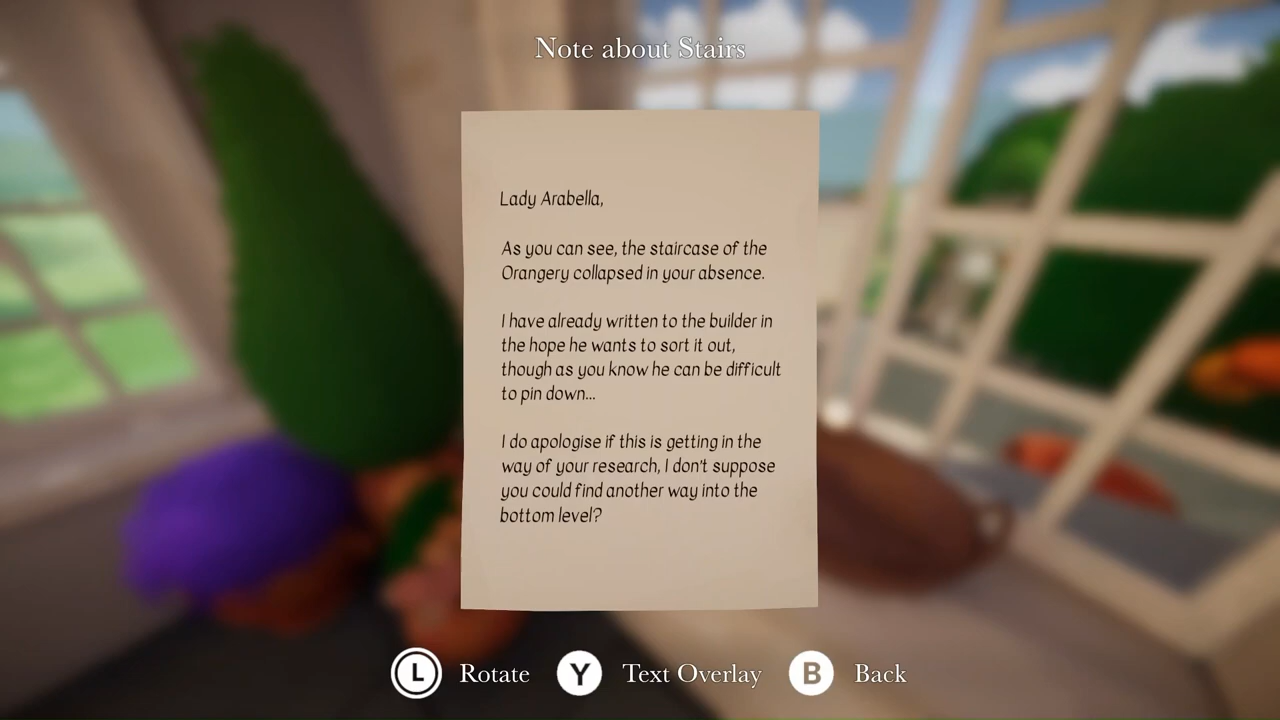 Note about Stairs
Lady Arabella,
As you can see, the staircase of the
Orangery collapsed in your absence.
I have already written to the builder in
the hope he wants to sort it out,
though as you know he can be difficult
to pin down...
I do apologise if this is getting in the
way of your research, I don't suppose
you could find another way into the
bottom level?
L Rotate Y Text Overlay B Back